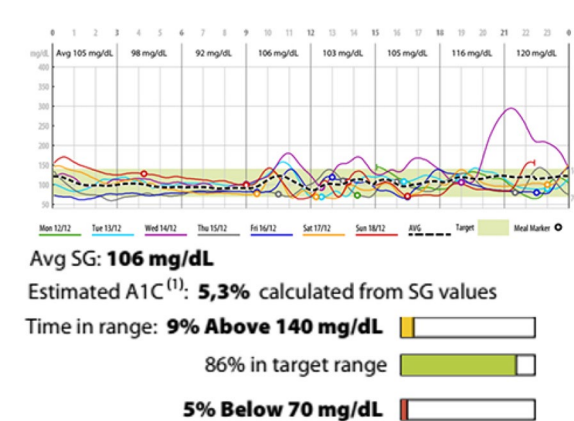 0 1 2 3 4 5 6 7 8 9 10 11 12 13 14 15 16 17 18 19 20 21 22 23 0
mg/dL Avg 105 mg/dL 98 mg/dL 92 mg/dL 106 mg/dL 103 mg/dL 105 mg/dL 116 mg/dL 120 mg/dL
400
350
300
250
200
150
100
50
Mon 12/12 Tue 13/12 Wed 14/12 Thu 15/12 Fri 16/12 Sat 17/12 Sun 18/12 AVG Target Meal Marker
Avg SG: 106 mg/dL
Estimated A1C (1): 5,3% calculated from SG values
Time in range: 9% Above 140 mg/dL
86% in target range
5% Below 70 mg/dL